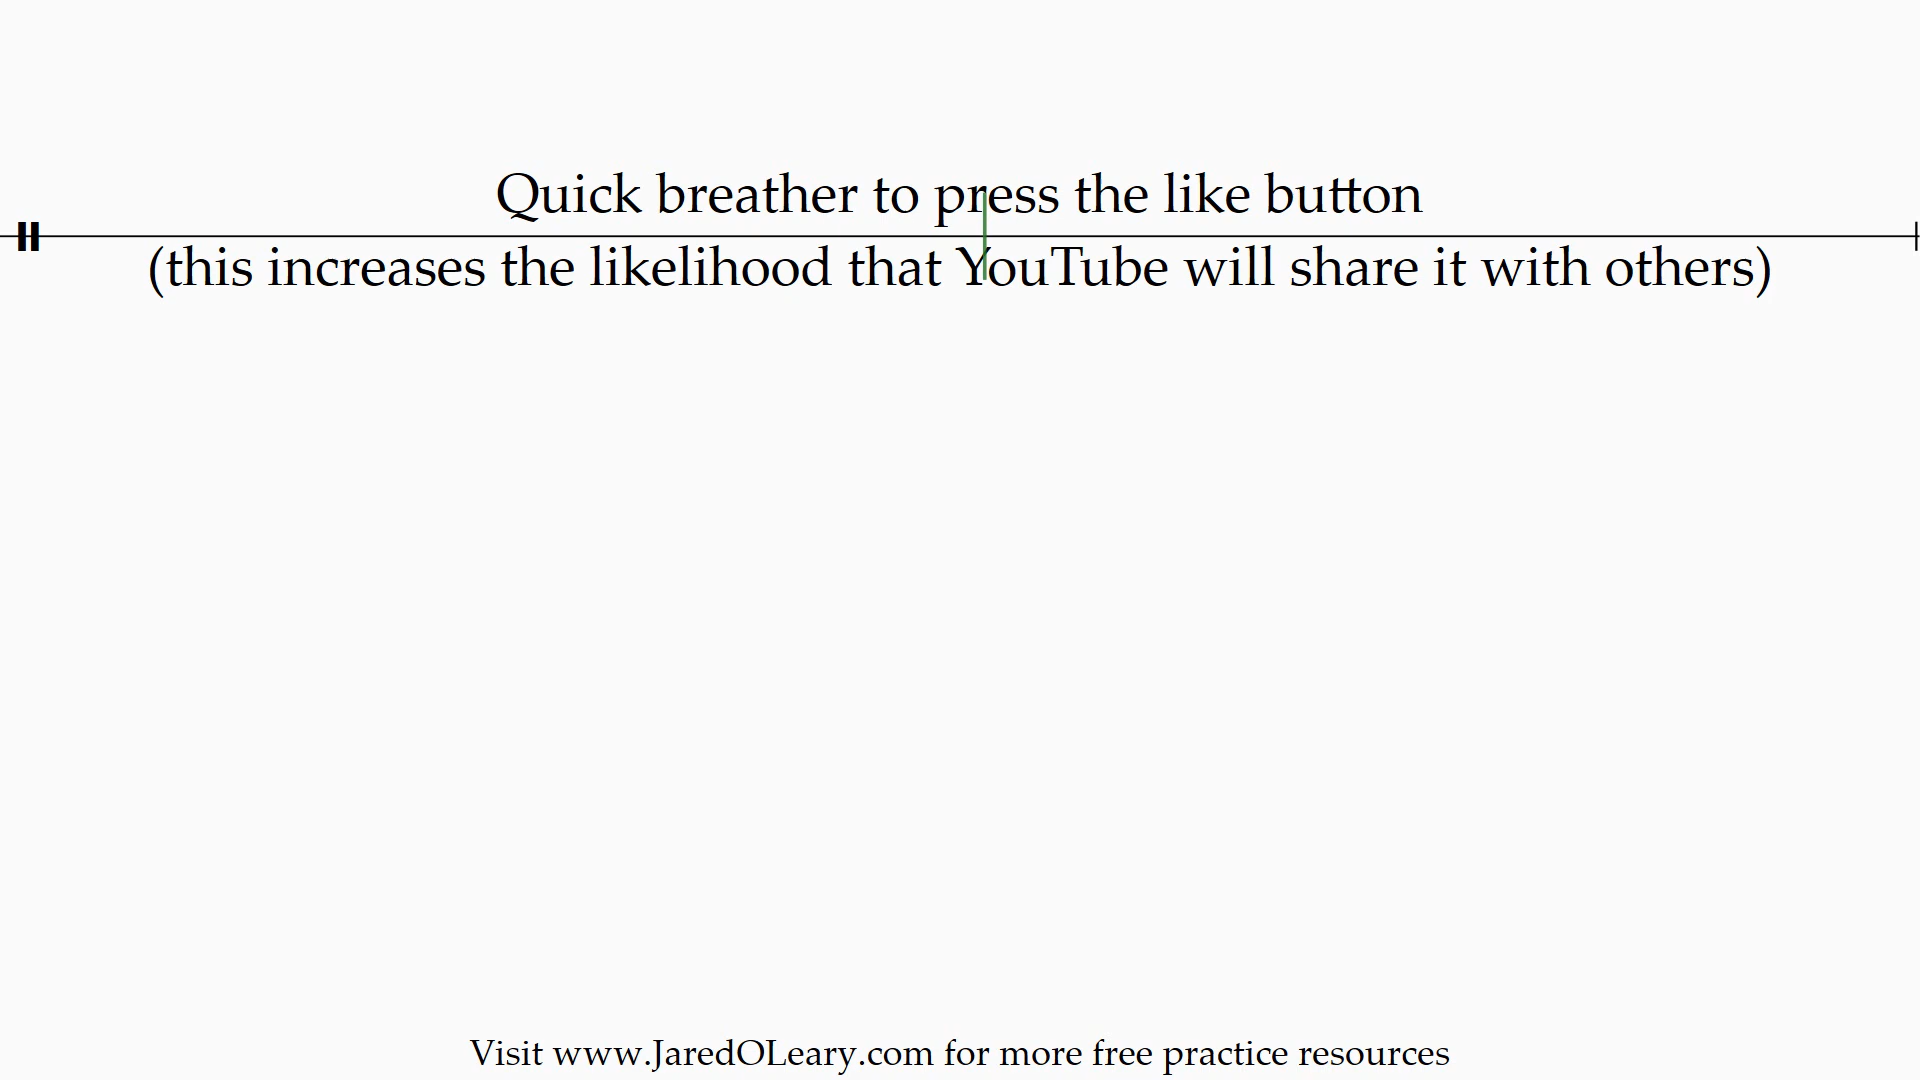 Quick breather to press the like button
(this increases the likelihood that YouTube will share it with others)
Visit www.JaredOLeary.com for more free practice resources